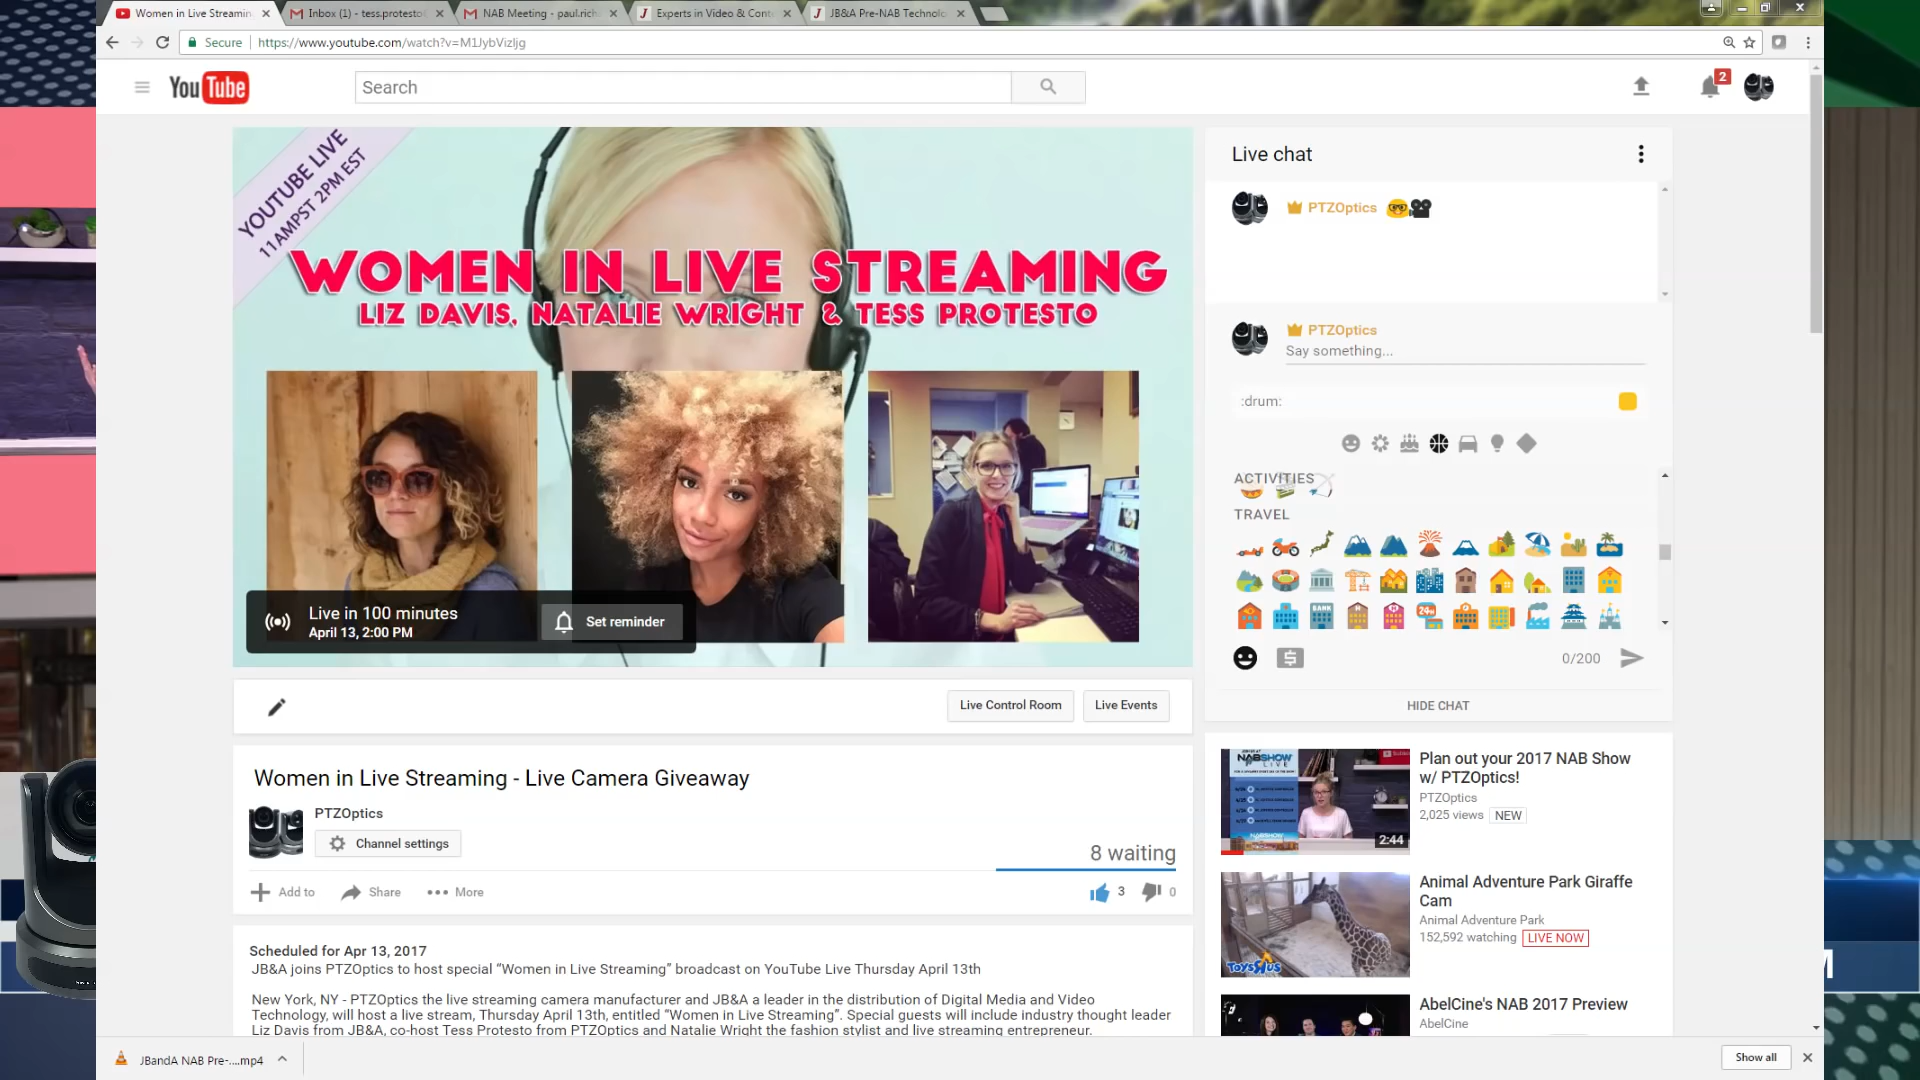 Women in Live Streamin
Inbox (1) - tess.protesto
NAB Meeting - paul.rich
Experts in Video & Cont
JB&A Pre-NAB Technolo
Secure
https://www.youtube.com/watch?v=M1JybVizljg
YouTube
Search
2
YOUTUBE LIVE
11AMPST 2PM EST
WOMEN IN LIVE STREAMING
LIZ DAVIS, NATALIE WRIGHT & TESS PROTESTO
Live in 100 minutes
April 13, 2:00 PM
Set reminder
Live chat
PTZOptics
PTZOptics
Say something...
:drum:
ACTIVITIES
TRAVEL
0/200
HIDE CHAT
Live Control Room
Live Events
Women in Live Streaming - Live Camera Giveaway
PTZOptics
Channel settings
8 waiting
Add to
Share
More
3
0
Scheduled for Apr 13, 2017
JB&A joins PTZOptics to host special “Women in Live Streaming” broadcast on YouTube Live Thursday April 13th
New York, NY - PTZOptics the live streaming camera manufacturer and JB&A a leader in the distribution of Digital Media and Video
Technology, will host a live stream, Thursday April 13th, entitled “Women in Live Streaming”. Special guests will include industry thought leader
Liz Davis from JB&A, co-host Tess Protesto from PTZOptics and Natalie Wright the fashion stylist and live streaming entrepreneur.
NABSHOW
LIVE
2:44
Plan out your 2017 NAB Show
w/ PTZOptics!
PTZOptics
2,025 views
NEW
TOYSRUS
Animal Adventure Park Giraffe
Cam
Animal Adventure Park
152,592 watching
LIVE NOW
AbelCine's NAB 2017 Preview
AbelCine
JBandA NAB Pre-....mp4
Show all